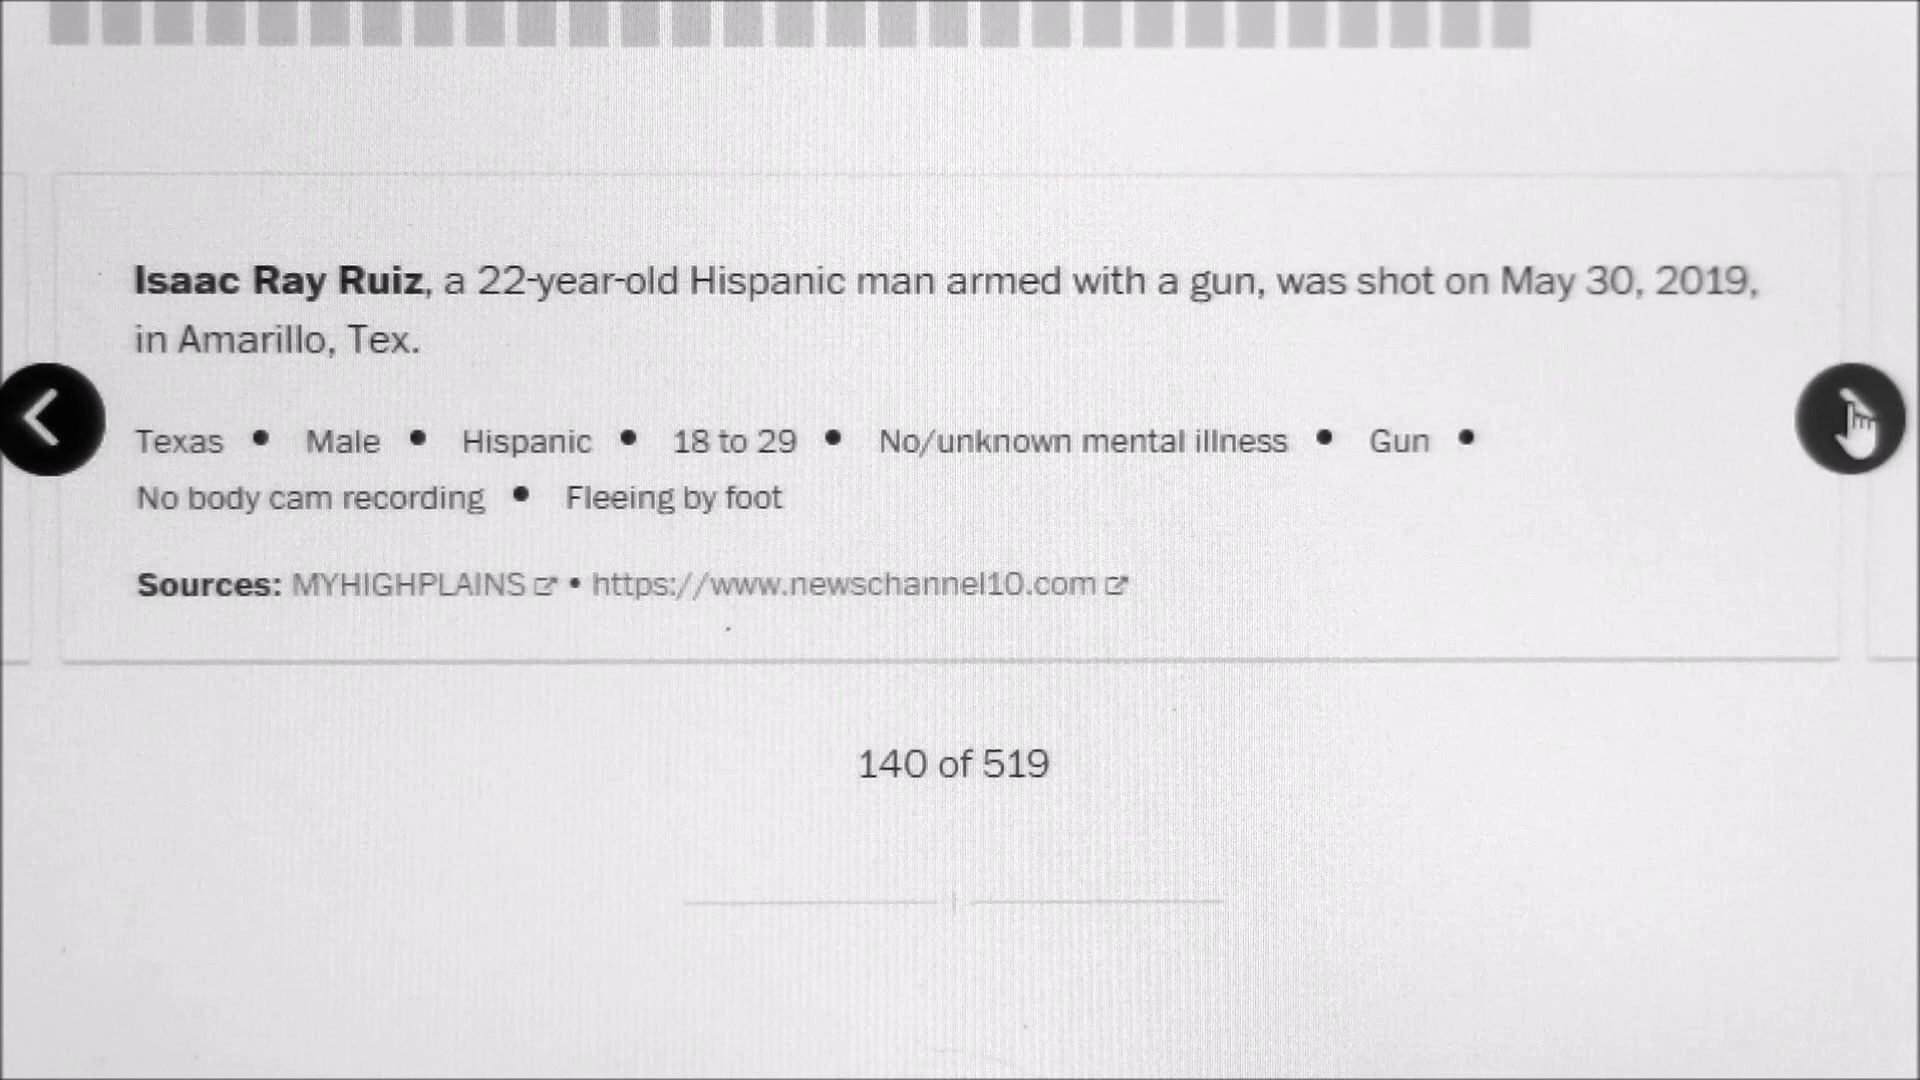 Isaac Ray Ruiz, a 22-year-old Hispanic man armed with a gun, was shot on May 30, 2019,
in Amarillo, Tex.
Texas • Male • Hispanic • 18 to 29 • No/unknown mental illness • Gun •
No body cam recording • Fleeing by foot
Sources: MYHIGHPLAINS • https://www.newschannel10.com
140 of 519